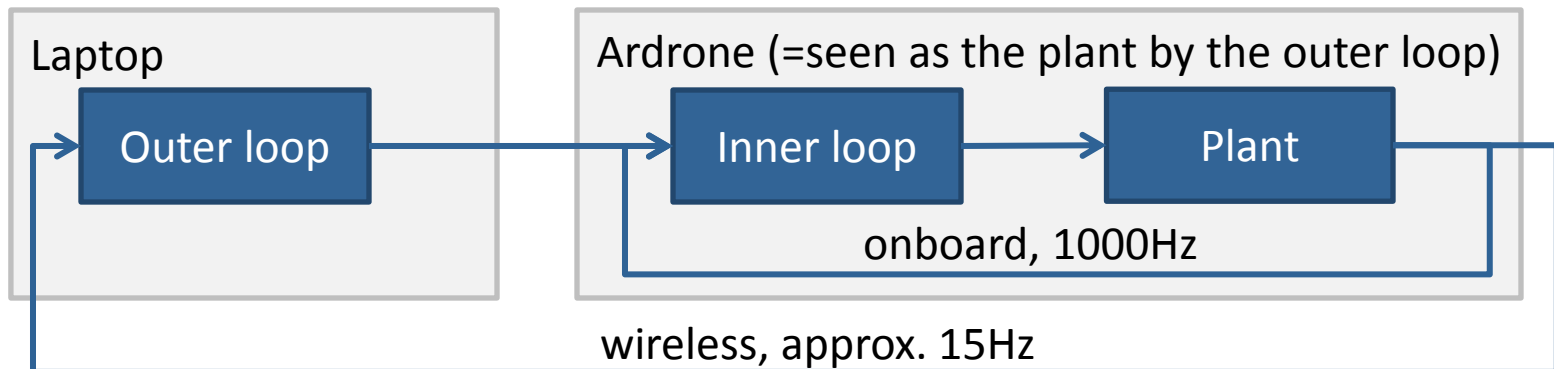 Laptop
Ardrone (=seen as the plant by the outer loop)
Outer loop
Inner loop
Plant
onboard, 1000Hz
wireless, approx. 15Hz